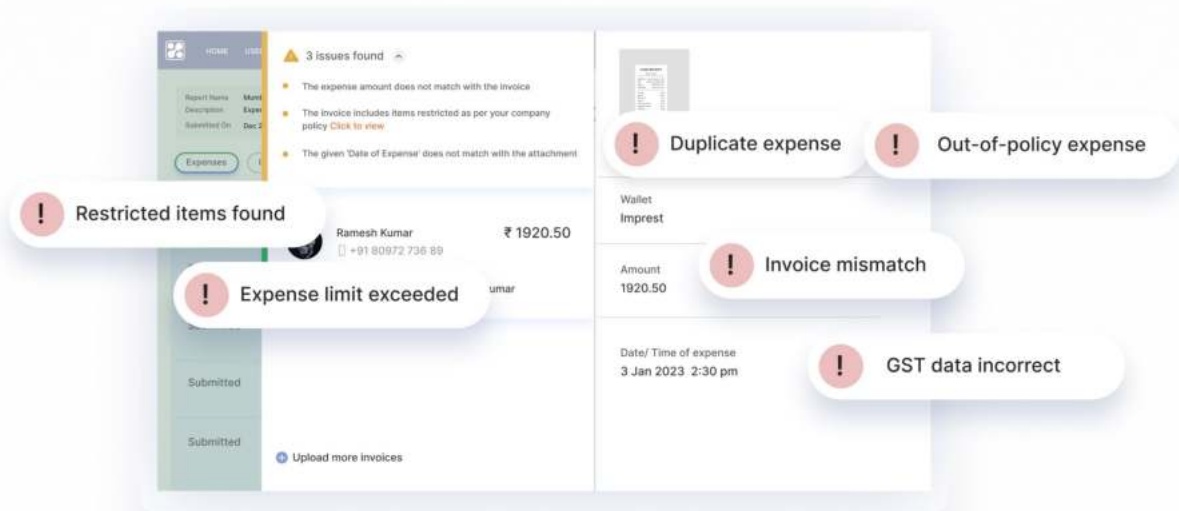 HOME
3 issues found
The expense amount does not match with the invoice
The invoice includes items restricted as per your company
policy Click to view
The given 'Date of Expense' does not match with the attachment
Report Name
Description
Submitted On Dec 2
Expenses
! Duplicate expense
! Out-of-policy expense
! Restricted items found
Ramesh Kumar ₹ 1920.50
+91 80972 736 89
Wallet
Imprest
! Expense limit exceeded
umar
Amount
1920.50
! Invoice mismatch
Date/ Time of expense
3 Jan 2023 2:30 pm
! GST data incorrect
Submitted
Submitted
Upload more invoices